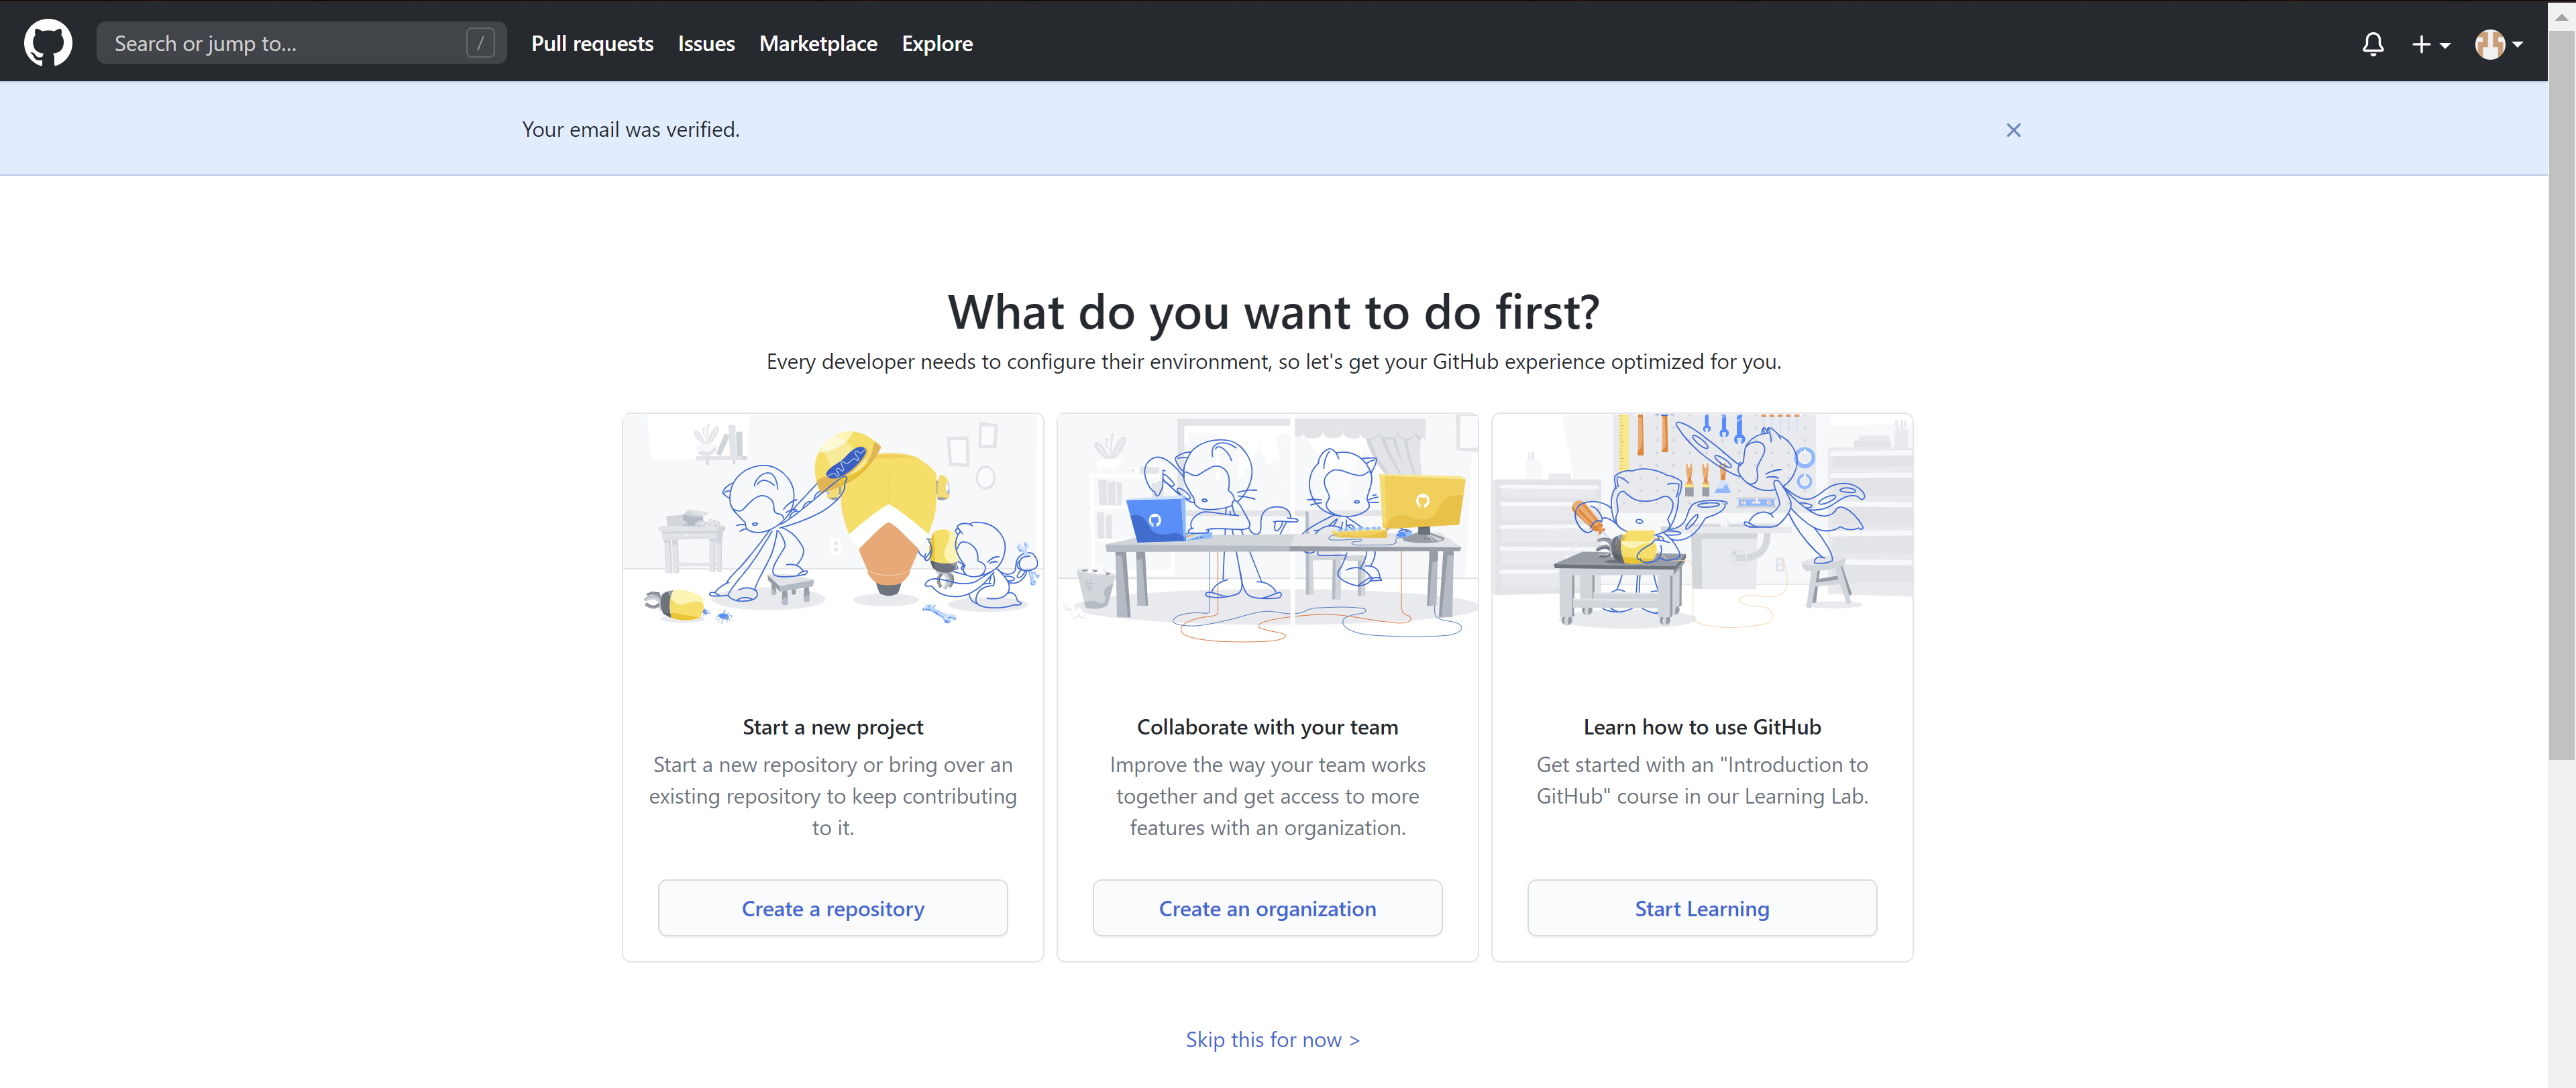 Search or jump to... /
Pull requests Issues Marketplace Explore
Your email was verified.
What do you want to do first?
Every developer needs to configure their environment, so let's get your GitHub experience optimized for you.
Start a new project
Start a new repository or bring over an
existing repository to keep contributing
to it.
Create a repository
Collaborate with your team
Improve the way your team works
together and get access to more
features with an organization.
Create an organization
Learn how to use GitHub
Get started with an "Introduction to
GitHub" course in our Learning Lab.
Start Learning
Skip this for now >